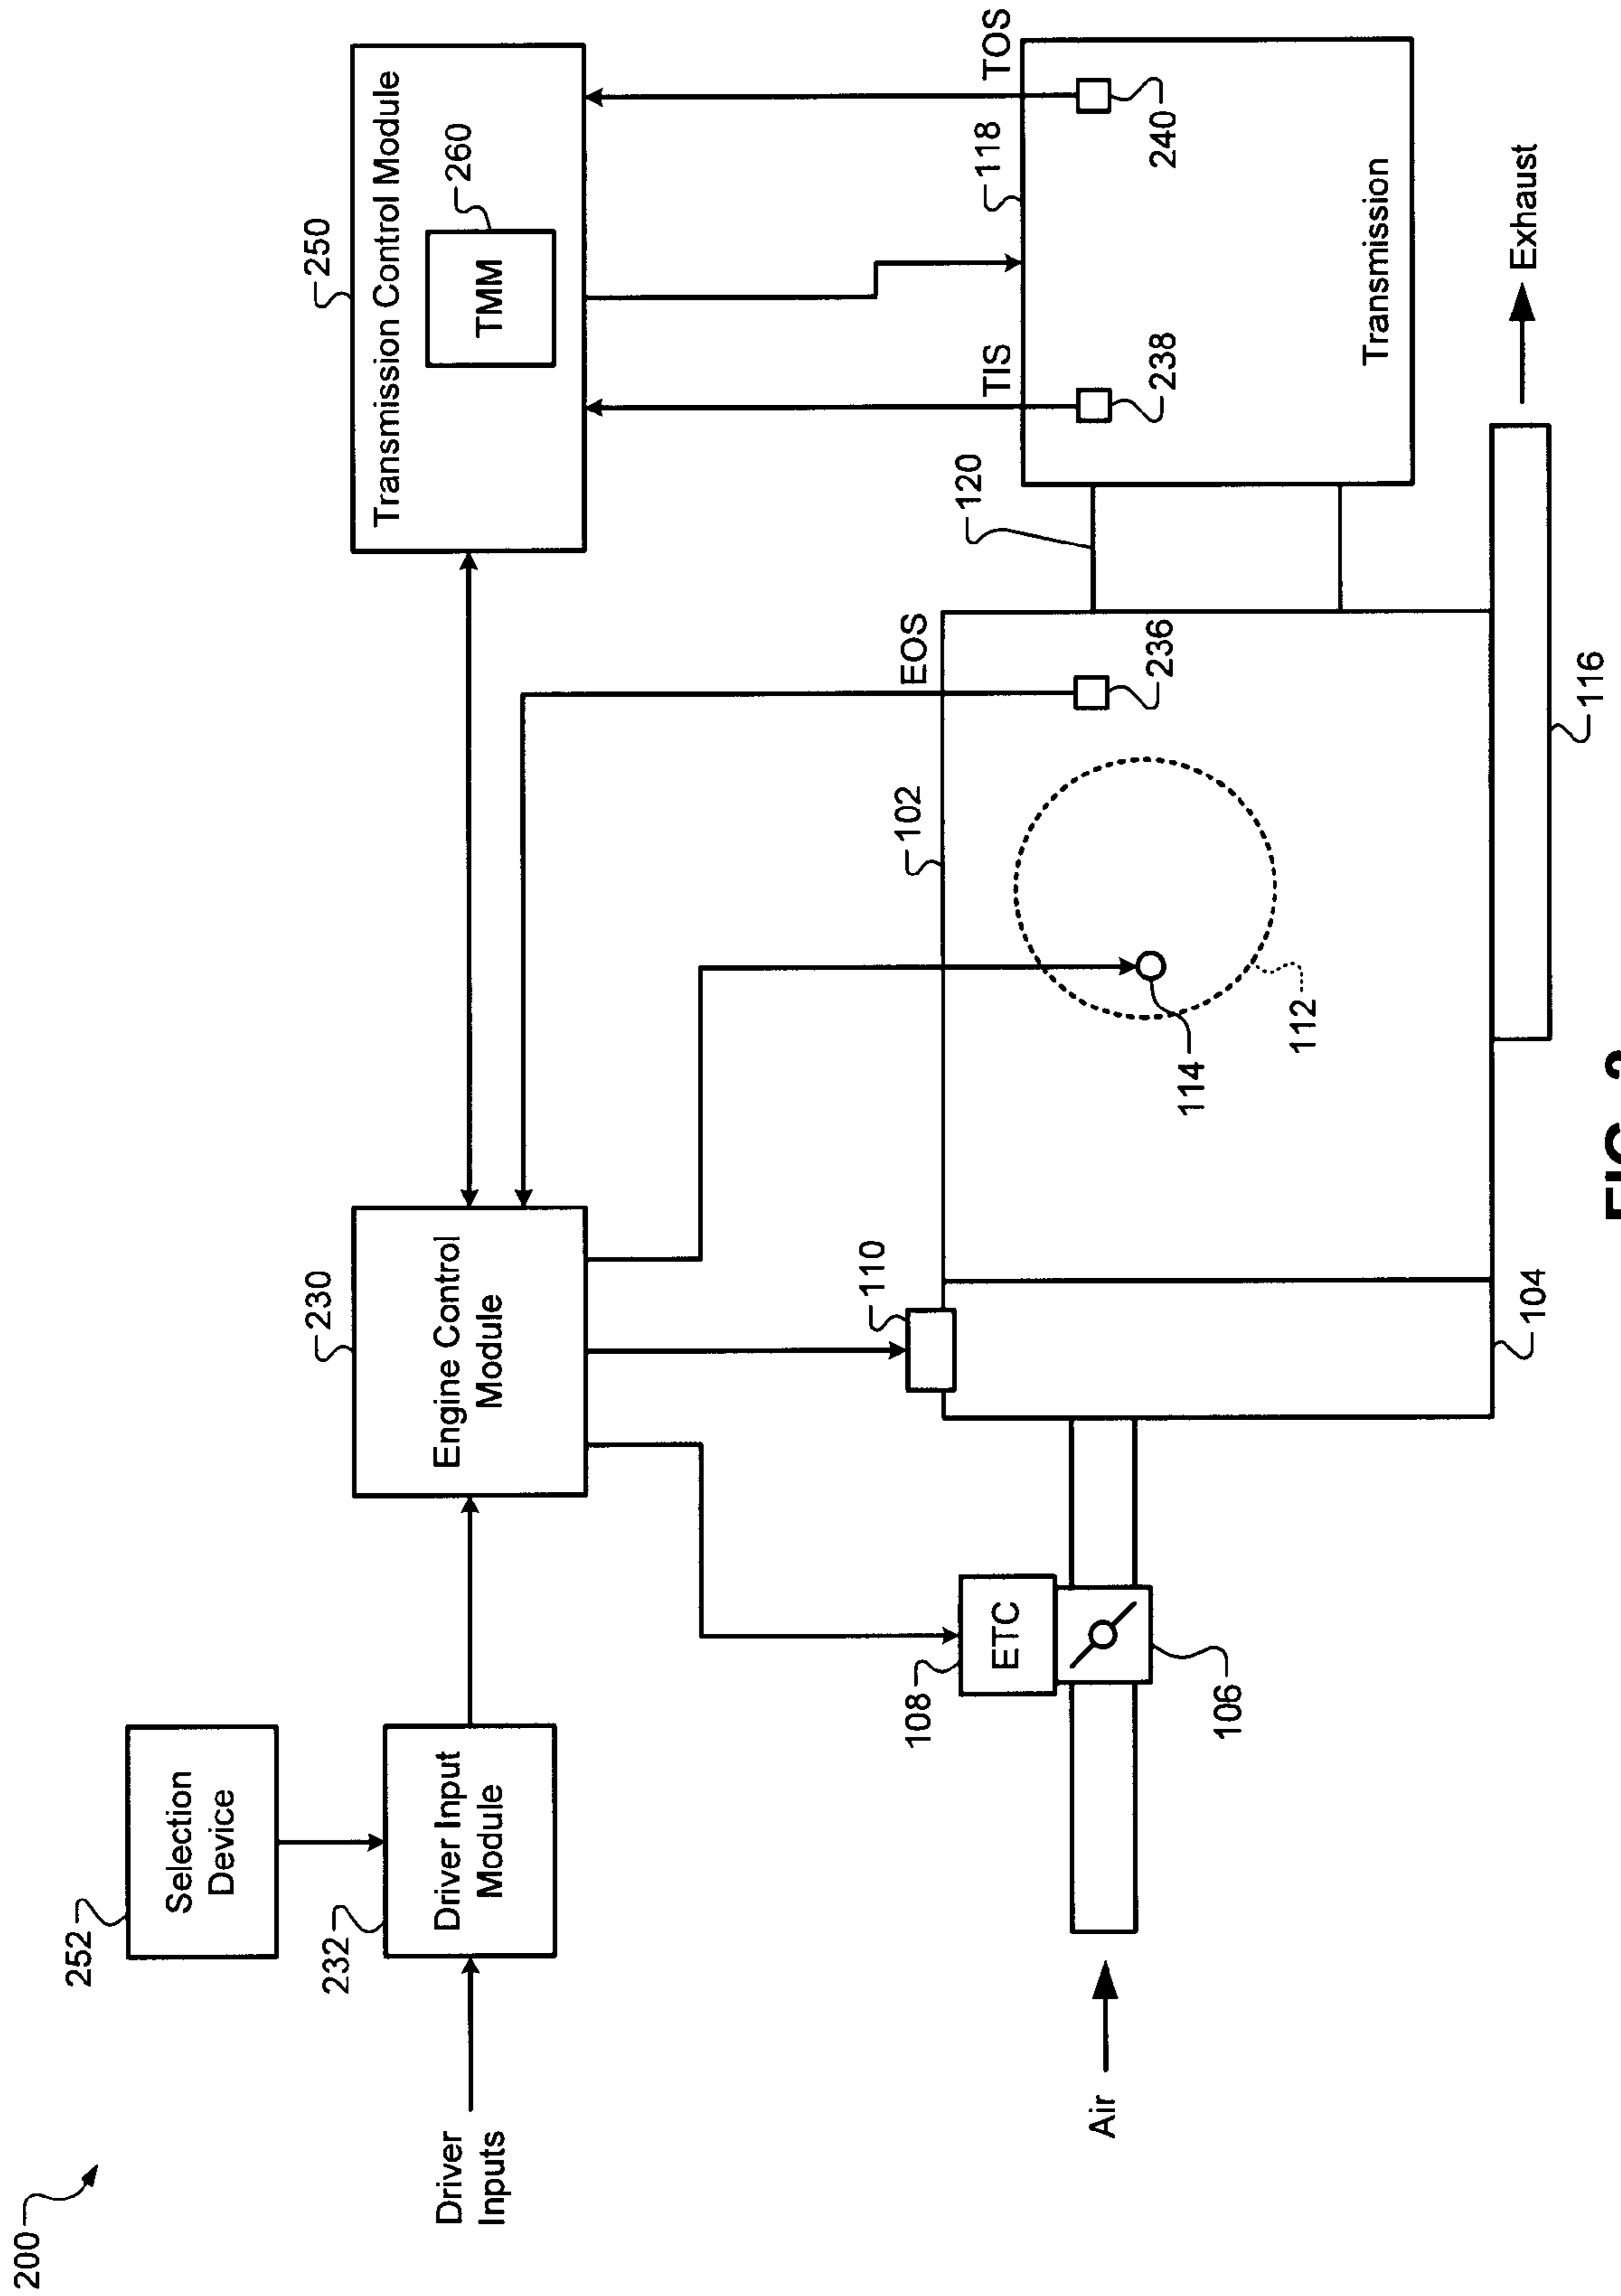 200
252
Selection
Device
232
Driver Input
Module
Driver
Inputs
230
Engine Control
Module
250
Transmission Control Module
TMM
260
108
ETC
106
Air
110
104
102
EOS
236
114
112
120
TIS
118
TOS
238
240
Transmission
116
Exhaust